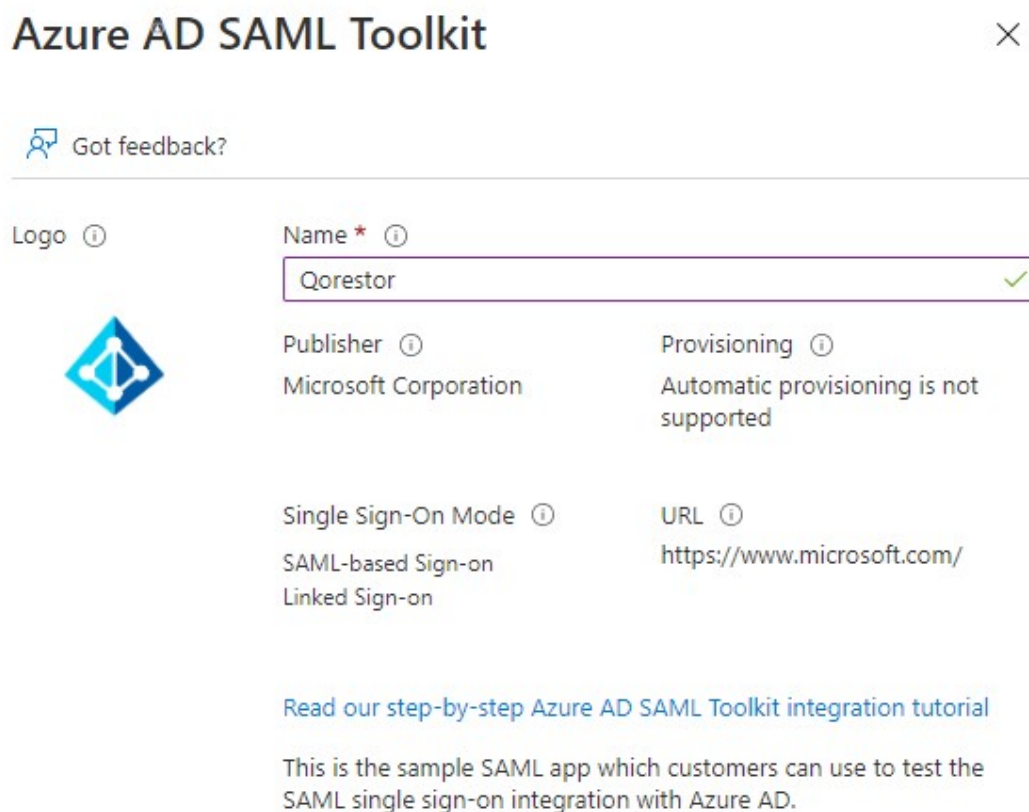 Azure AD SAML Toolkit
Got feedback?
Logo
Name *
Qorestor
Publisher
Provisioning
Microsoft Corporation
Automatic provisioning is not
supported
Single Sign-On Mode
URL
SAML-based Sign-on
https://www.microsoft.com/
Linked Sign-on
Read our step-by-step Azure AD SAML Toolkit integration tutorial
This is the sample SAML app which customers can use to test the
SAML single sign-on integration with Azure AD.